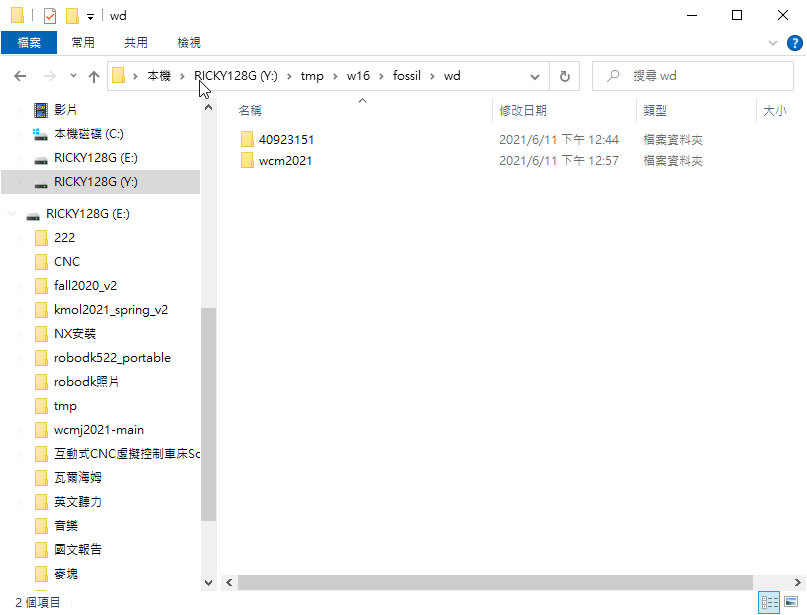 wd
檔案 常用 共用 檢視
本機 RICKY128G (Y:) tmp w16 fossil wd 搜尋 wd
名稱 修改日期 類型 大小
40923151 2021/6/11 下午 12:44 檔案資料夾
wcm2021 2021/6/11 下午 12:57 檔案資料夾
影片
本機磁碟 (C:)
RICKY128G (E:)
RICKY128G (Y:)
RICKY128G (E:)
222
CNC
fall2020_v2
kmol2021_spring_v2
NX安裝
robodk522_portable
robodk照片
tmp
wcmj2021-main
互動式CNC虛擬控制車床Sc
瓦爾海姆
英文聽力
音樂
國文報告
麥塊
2 個項目